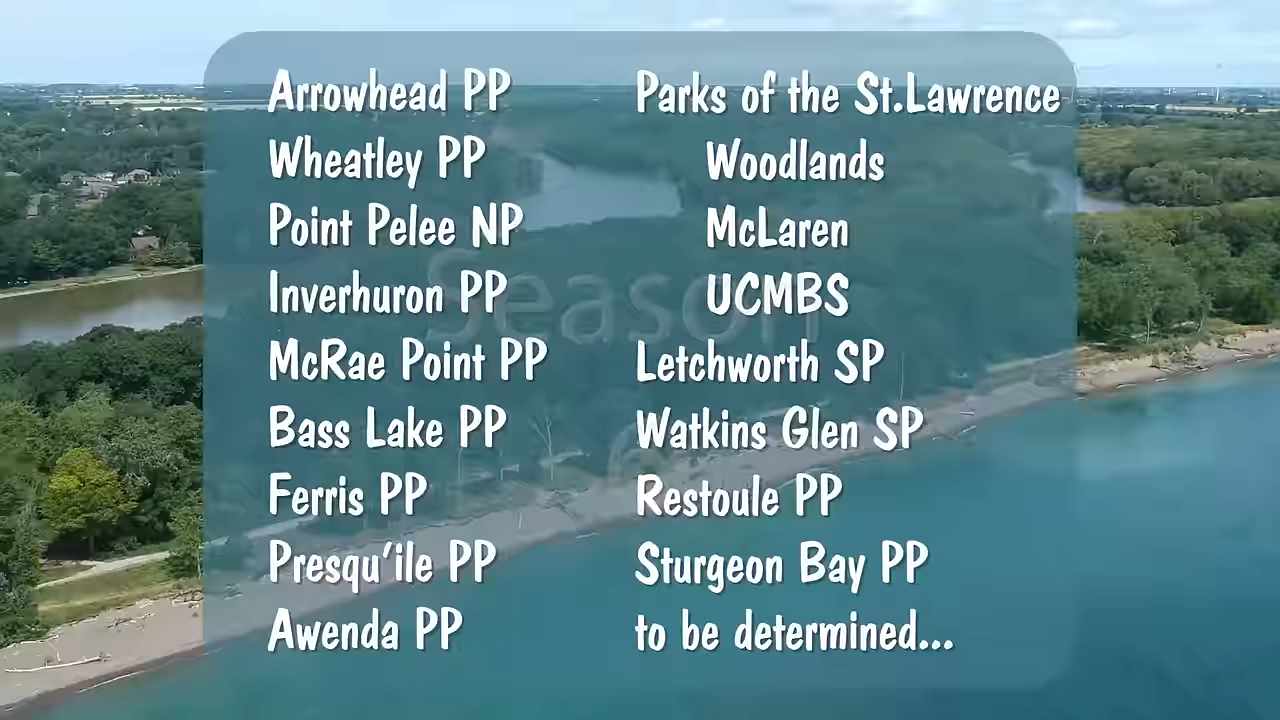 Arrowhead PP
Wheatley PP
Point Pelee NP
Inverhuron PP
McRae Point PP
Bass Lake PP
Ferris PP
Presqu'ile PP
Awenda PP
Parks of the St.Lawrence
Woodlands
McLaren
UCMBS
Letchworth SP
Watkins Glen SP
Restoule PP
Sturgeon Bay PP
to be determined...
Season